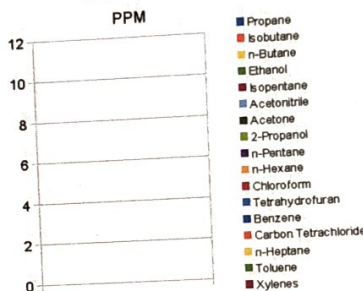 PPM
12
10
8
6
4
2
0
Propane
Isobutane
n-Butane
Ethanol
Isopentane
Acetonitrile
Acetone
2-Propanol
n-Pentane
n-Hexane
Chloroform
Tetrahydrofuran
Benzene
Carbon Tetrachloride
n-Heptane
Toluene
Xylenes